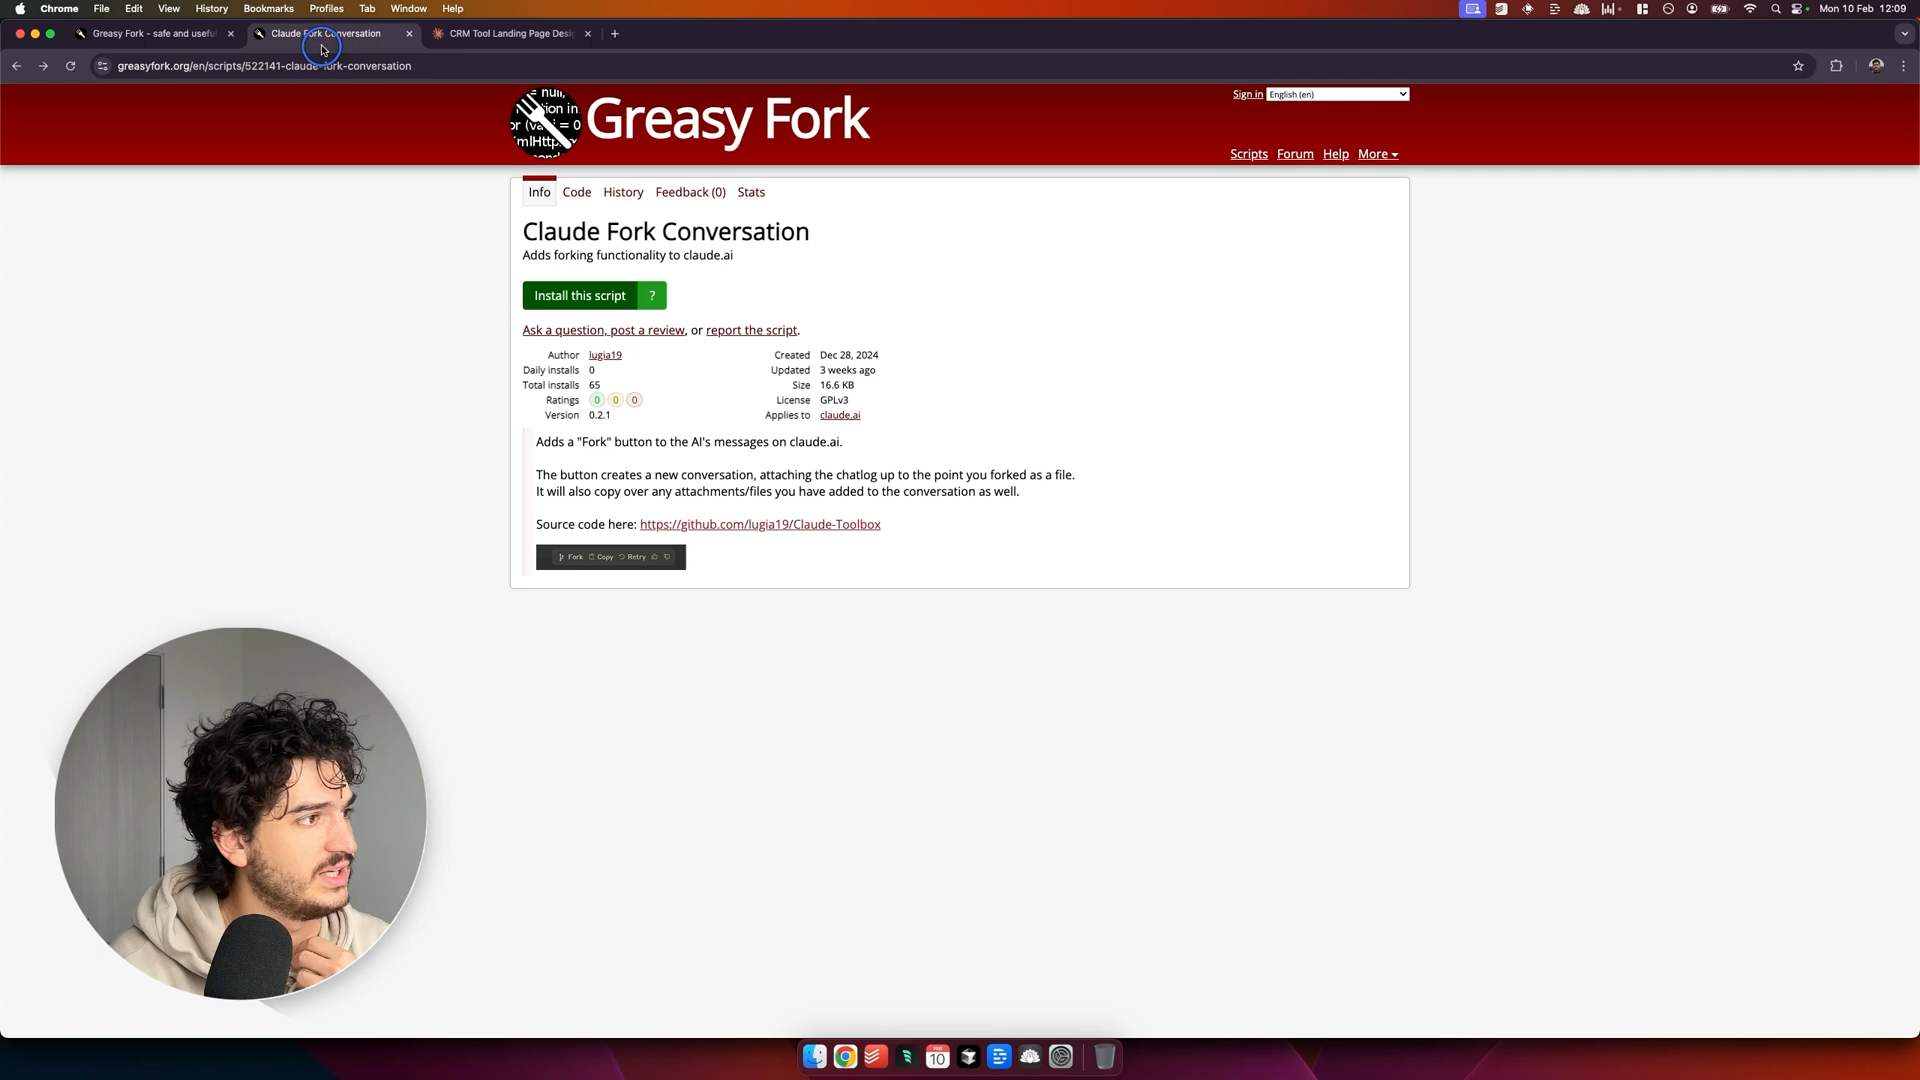 Chrome File Edit View History Bookmarks Profiles Tab Window Help
Mon 10 Feb 12:09
Greasy Fork - safe and useful
Claude Fork Conversation
CRM Tool Landing Page Desi
greasyfork.org/en/scripts/522141-claude-fork-conversation
Greasy Fork
Sign in English (en)
Scripts Forum Help More
Info Code History Feedback (0) Stats
Claude Fork Conversation
Adds forking functionality to claude.ai
Install this script ?
Ask a question, post a review, or report the script.
Author lugia19 Created Dec 28, 2024
Daily installs 0 Updated 3 weeks ago
Total installs 65 Size 16.6 KB
Ratings 0 0 0 License GPLv3
Version 0.2.1 Applies to claude.ai
Adds a "Fork" button to the AI's messages on claude.ai.
The button creates a new conversation, attaching the chatlog up to the point you forked as a file.
It will also copy over any attachments/files you have added to the conversation as well.
Source code here: https://github.com/lugia19/Claude-Toolbox
Fork Copy Retry
10